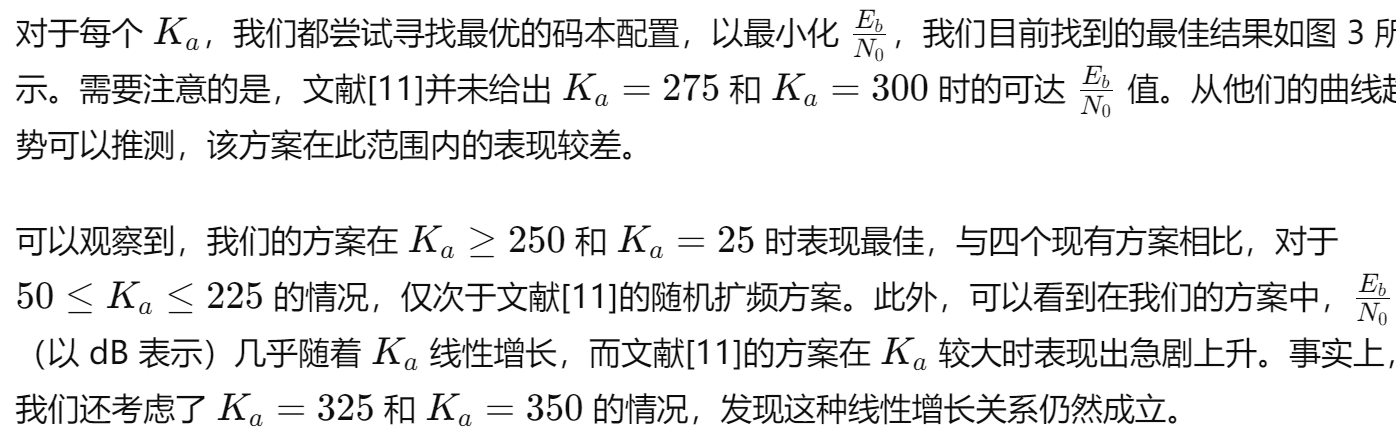 对于每个 $K_a$，我们都尝试寻找最优的码本配置，以最小化 $\frac{E_b}{N_0}$，我们目前找到的最佳结果如图 3 所
示。需要注意的是，文献[11]并未给出 $K_a = 275$ 和 $K_a = 300$ 时的可达 $\frac{E_b}{N_0}$ 值。从他们的曲线趋
势可以推测，该方案在此范围内的表现较差。
可以观察到，我们的方案在 $K_a \geq 250$ 和 $K_a = 25$ 时表现最佳，与四个现有方案相比，对于
$50 \leq K_a \leq 225$ 的情况，仅次于文献[11]的随机扩频方案。此外，可以看到在我们的方案中，$\frac{E_b}{N_0}$
（以 dB 表示）几乎随着 $K_a$ 线性增长，而文献[11]的方案在 $K_a$ 较大时表现出急剧上升。事实上，
我们还考虑了 $K_a = 325$ 和 $K_a = 350$ 的情况，发现这种线性增长关系仍然成立。